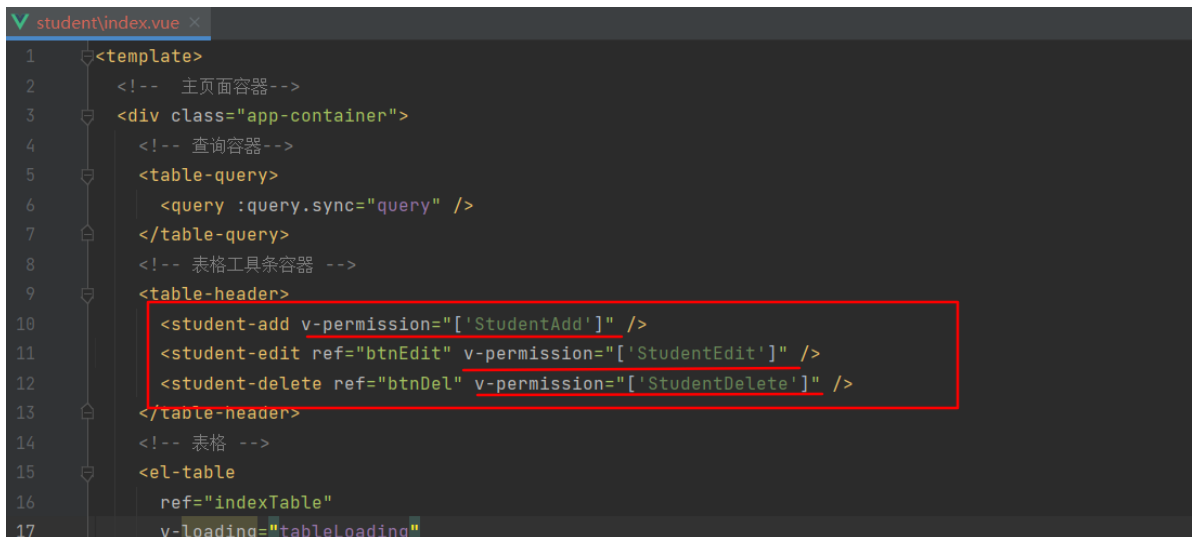 student\index.vue ×
1 <template>
2 <!-- 主页面容器-->
3 <div class="app-container">
4 <!-- 查询容器-->
5 <table-query>
6 <query :query.sync="query" />
7 </table-query>
8 <!-- 表格工具条容器 -->
9 <table-header>
10 <student-add v-permission="['StudentAdd']" />
11 <student-edit ref="btnEdit" v-permission="['StudentEdit']" />
12 <student-delete ref="btnDel" v-permission="['StudentDelete']" />
13 </table-header>
14 <!-- 表格 -->
15 <el-table
16 ref="indexTable"
17 v-loading="tableLoading"